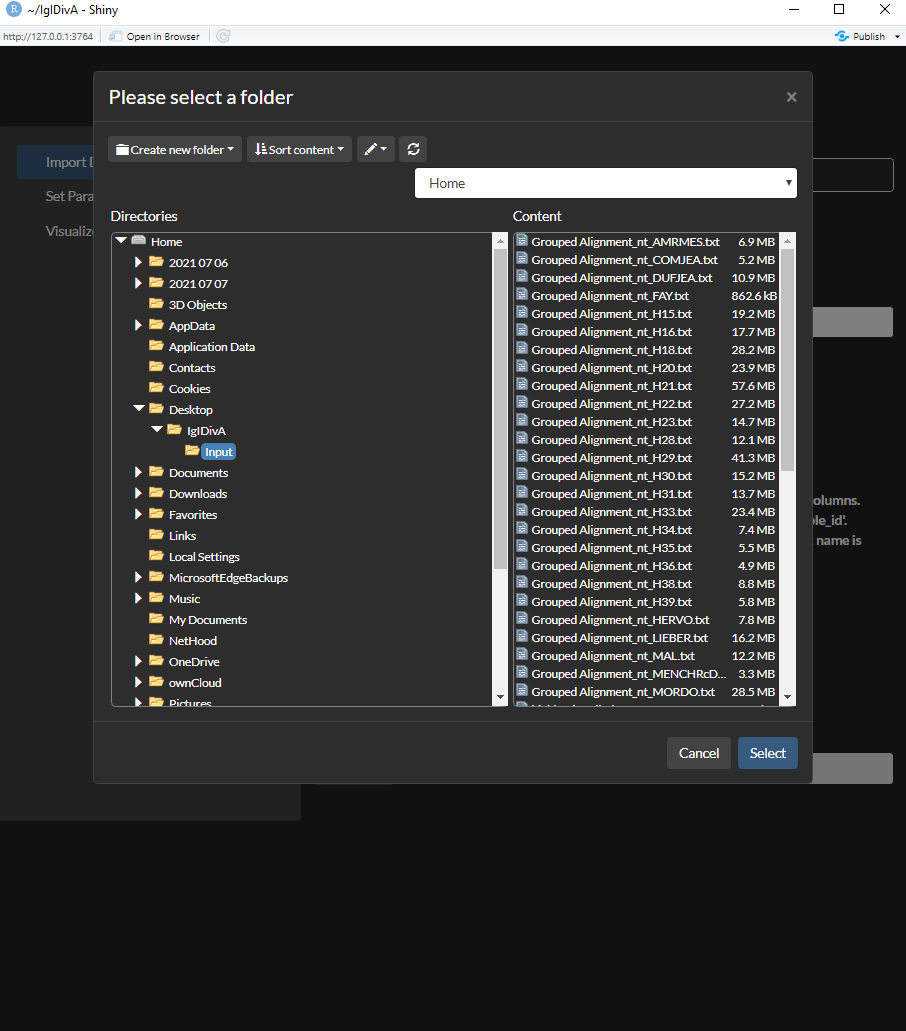 ~/IgIDivA - Shiny
http://127.0.0.1:3764 Open in Browser Publish
Please select a folder ×
Create new folder Sort content
Home
Import D
Set Para
Visualiz
Directories
Home
2021 07 06
2021 07 07
3D Objects
AppData
Application Data
Contacts
Cookies
Desktop
IgIDivA
Input
Documents
Downloads
Favorites
Links
Local Settings
MicrosoftEdgeBackups
Music
My Documents
NetHood
OneDrive
ownCloud
Pictures
Content
Grouped Alignment_nt_AMRMES.txt 6.9 MB
Grouped Alignment_nt_COMJEA.txt 5.2 MB
Grouped Alignment_nt_DUFJEA.txt 10.9 MB
Grouped Alignment_nt_FAY.txt 862.6 kB
Grouped Alignment_nt_H15.txt 19.2 MB
Grouped Alignment_nt_H16.txt 17.7 MB
Grouped Alignment_nt_H18.txt 28.2 MB
Grouped Alignment_nt_H20.txt 23.9 MB
Grouped Alignment_nt_H21.txt 57.6 MB
Grouped Alignment_nt_H22.txt 27.2 MB
Grouped Alignment_nt_H23.txt 14.7 MB
Grouped Alignment_nt_H28.txt 12.1 MB
Grouped Alignment_nt_H29.txt 41.3 MB
Grouped Alignment_nt_H30.txt 15.2 MB
Grouped Alignment_nt_H31.txt 13.7 MB
Grouped Alignment_nt_H33.txt 23.4 MB
Grouped Alignment_nt_H34.txt 7.4 MB
Grouped Alignment_nt_H35.txt 5.5 MB
Grouped Alignment_nt_H36.txt 4.9 MB
Grouped Alignment_nt_H38.txt 8.8 MB
Grouped Alignment_nt_H39.txt 5.8 MB
Grouped Alignment_nt_HERVO.txt 7.8 MB
Grouped Alignment_nt_LIEBER.txt 16.2 MB
Grouped Alignment_nt_MAL.txt 12.2 MB
Grouped Alignment_nt_MENCHRcD... 3.3 MB
Grouped Alignment_nt_MORDO.txt 28.5 MB
olumns.
le_id'.
name is
Cancel Select